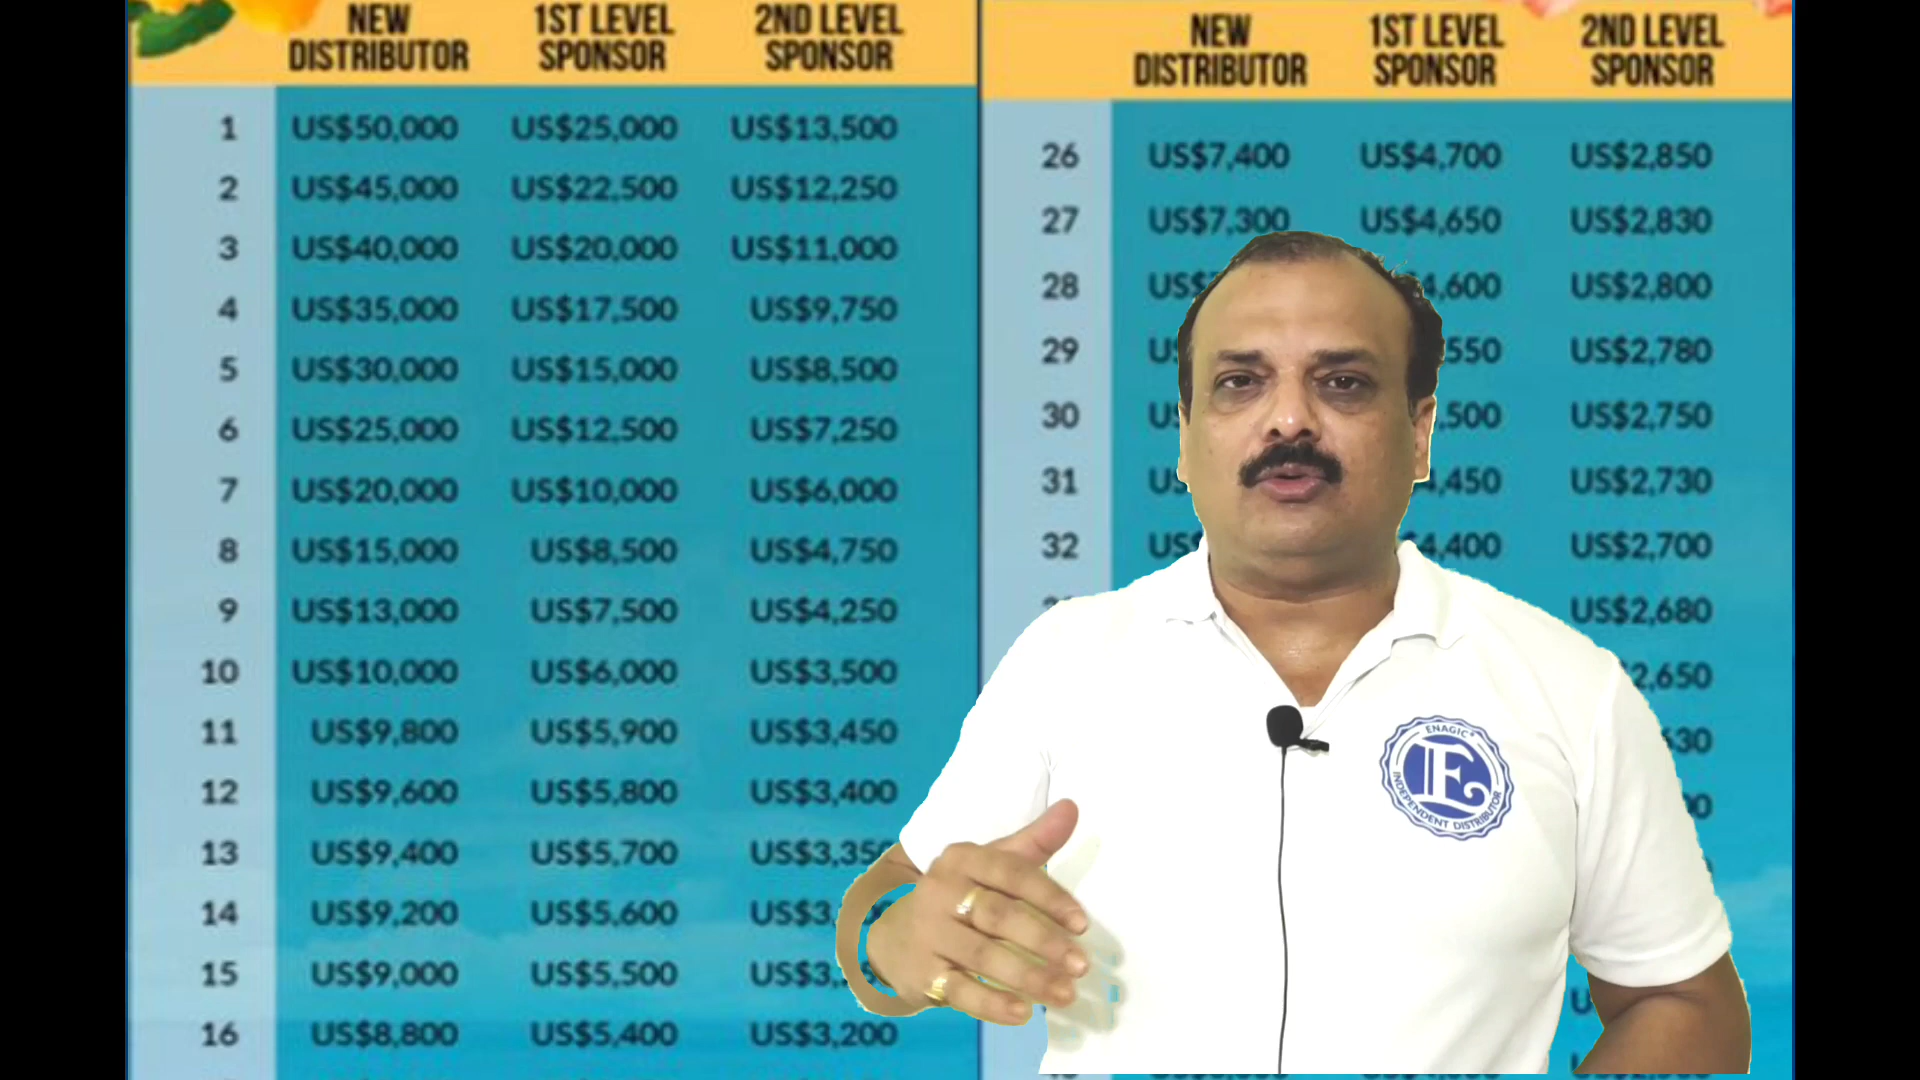 NEW DISTRIBUTOR 1ST LEVEL SPONSOR 2ND LEVEL SPONSOR
1 US$50,000 US$25,000 US$13,500
2 US$45,000 US$22,500 US$12,250
3 US$40,000 US$20,000 US$11,000
4 US$35,000 US$17,500 US$9,750
5 US$30,000 US$15,000 US$8,500
6 US$25,000 US$12,500 US$7,250
7 US$20,000 US$10,000 US$6,000
8 US$15,000 US$8,500 US$4,750
9 US$13,000 US$7,500 US$4,250
10 US$10,000 US$6,000 US$3,500
11 US$9,800 US$5,900 US$3,450
12 US$9,600 US$5,800 US$3,400
13 US$9,400 US$5,700
14 US$9,200 US$5,600
15 US$9,000 US$5,500
16 US$8,800 US$5,400 US$3,200
NEW DISTRIBUTOR 1ST LEVEL SPONSOR 2ND LEVEL SPONSOR
26 US$7,400 US$4,700 US$2,850
27 US$7,300 US$4,650 US$2,830
28 US$2,800
29 US$2,780
30 US$2,750
31 US$2,730
32 US$2,700
US$2,680
ENAGIC®
E
INDEPENDENT DISTRIBUTOR